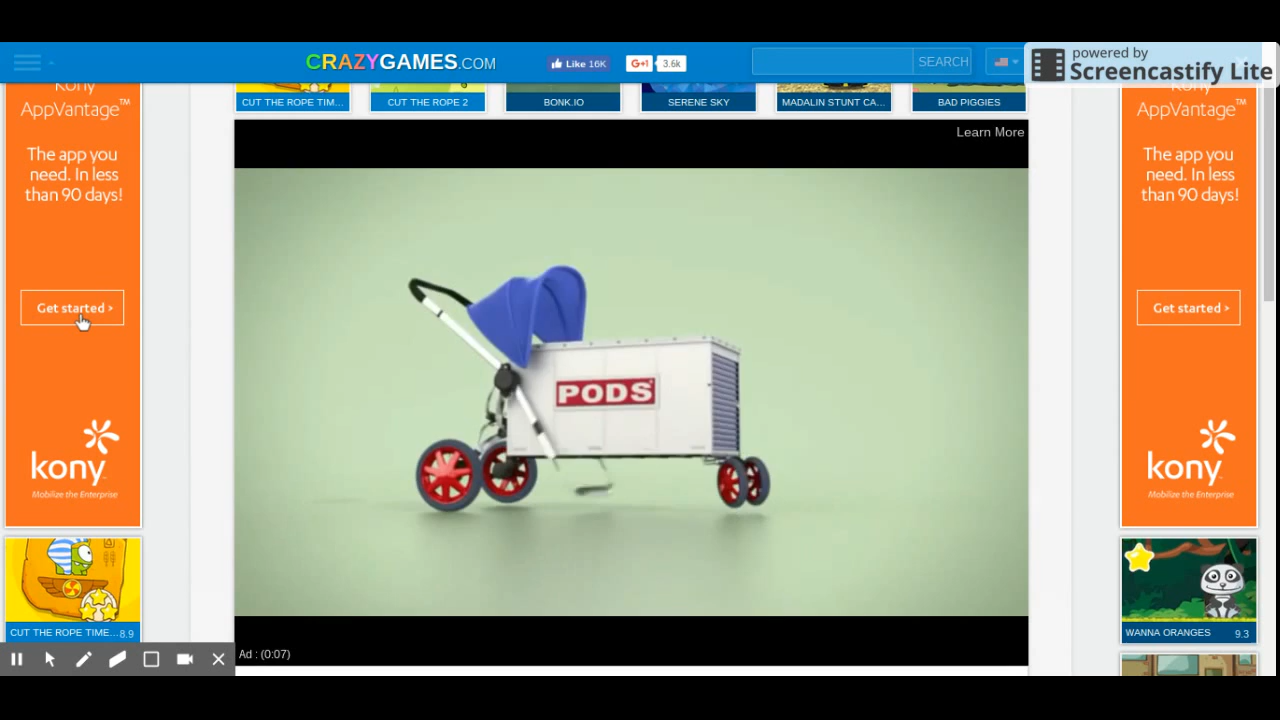 CRAZYGAMES.COM
Like 16K
G+1
3.6k
SEARCH
powered by
Screencastify Lite
CUT THE ROPE TIM...
CUT THE ROPE 2
BONK.IO
SERENE SKY
MADALIN STUNT CA...
BAD PIGGIES
Kony
AppVantage™
The app you
need. In less
than 90 days!
Get started >
kony
Mobilize the Enterprise
CUT THE ROPE TIME... 8.9
Learn More
PODS
Ad : (0:07)
Kony
AppVantage™
The app you
need. In less
than 90 days!
Get started >
kony
Mobilize the Enterprise
WANNA ORANGES 9.3